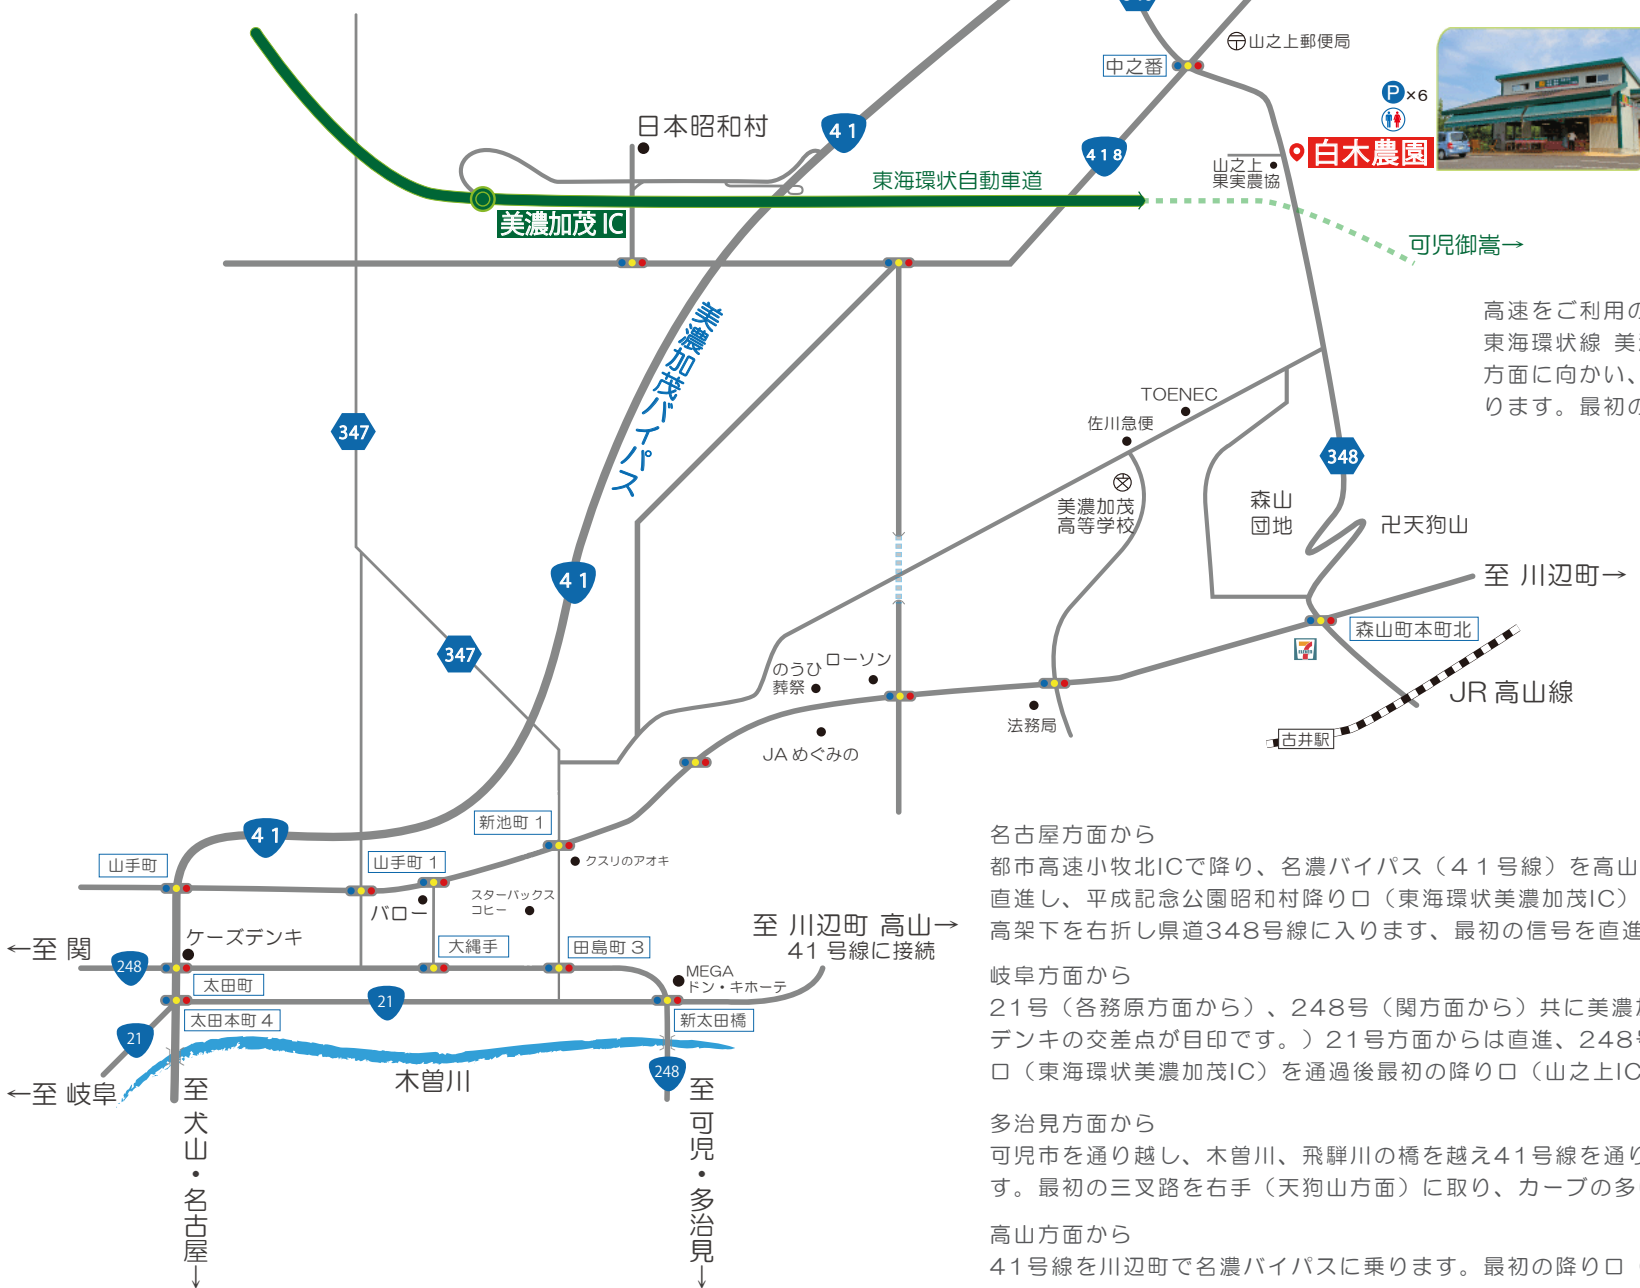 山之上郵便局
中之番
P×6
日本昭和村
41
418
白木農園
山之上
果実農協
東海環状自動車道
美濃加茂 IC
可児御嵩→
高速をご利用の
東海環状線 美
方面に向かい、
ります。最初の
美濃加茂バイパス
347
TOENEC
佐川急便
348
美濃加茂
高等学校
森山
団地
卍天狗山
41
至 川辺町→
森山町本町北
347
のうひ
葬祭
ローソン
JR 高山線
法務局
古井駅
JA めぐみの
新池町 1
41
山手町
山手町 1
クスリのアオキ
スターバックス
コヒー
バロー
名古屋方面から
都市高速小牧北ICで降り、名濃バイパス（４１号線）を高山
直進し、平成記念公園昭和村降り口（東海環状美濃加茂IC）
高架下を右折し県道348号線に入ります、最初の信号を直進
至 川辺町 高山→
41 号線に接続
←至 関
ケーズデンキ
大縄手
田島町 3
248
太田町
MEGA
ドン・キホーテ
21
太田本町 4
新太田橋
21
岐阜方面から
21号（各務原方面から）、248号（関方面から）共に美濃
デンキの交差点が目印です。）21号方面からは直進、248
口（東海環状美濃加茂IC）を通過後最初の降り口（山之上IC
木曽川
248
←至 岐阜
至 犬山・名古屋→
至 可児・多治見→
多治見方面から
可児市を通り越し、木曽川、飛騨川の橋を越え41号線を通り
す。最初の三叉路を右手（天狗山方面）に取り、カーブの多
高山方面から
41号線を川辺町で名濃バイパスに乗ります。最初の降り口